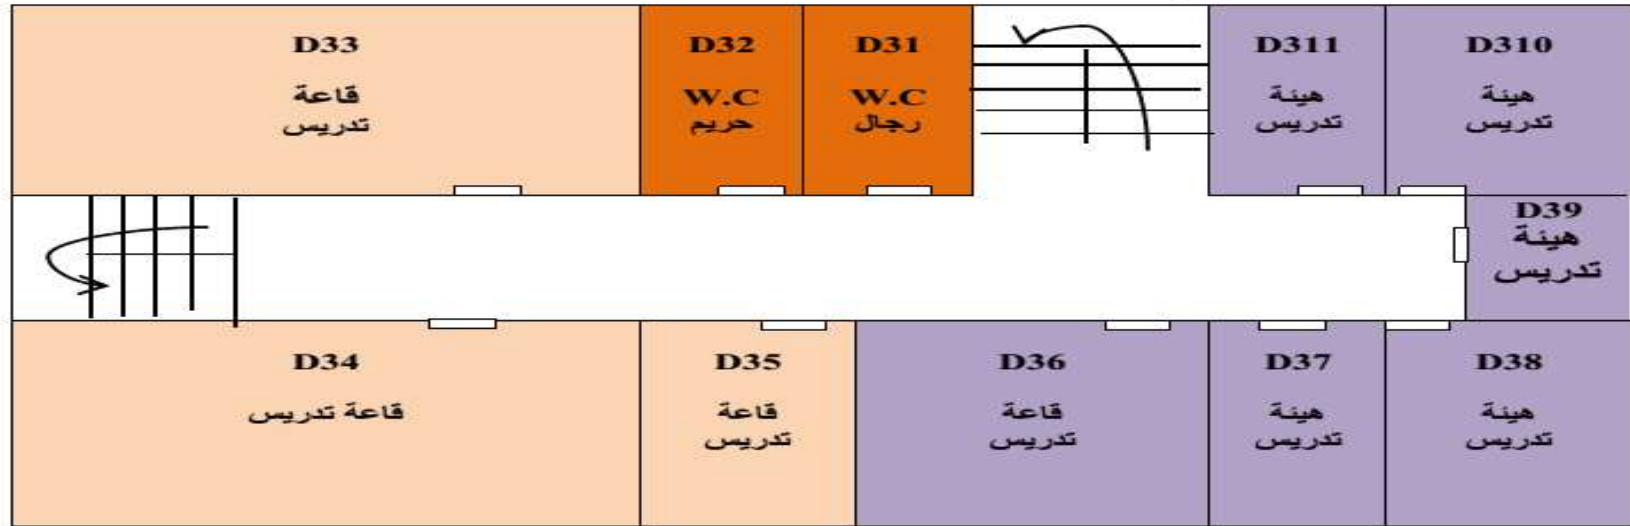 D33
قاعة
تدريس
D32
W.C
حريم
D31
W.C
رجال
D311
هيئة
تدريس
D310
هيئة
تدريس
D39
هيئة
تدريس
D34
قاعة تدريس
D35
قاعة
تدريس
D36
قاعة
تدريس
D37
هيئة
تدريس
D38
هيئة
تدريس